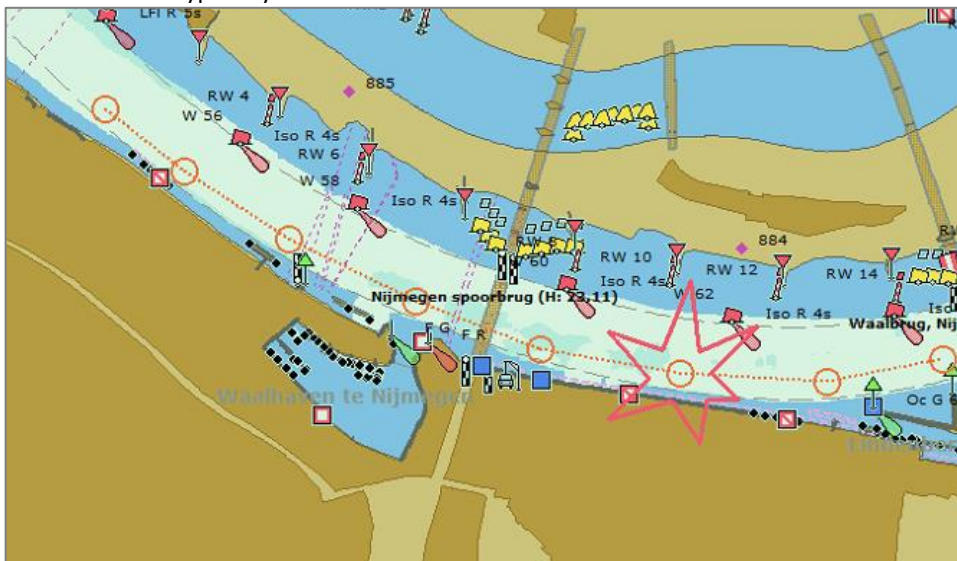 LFl R 5s
RW 4
885
W 56
Iso R 4s
RW 6
W 58
Iso R 4s
884
RW 10
RW 12
RW 14
W 60
Iso R 4s
W 62
Iso R 4s
Nijmegen spoorbrug (H: 23,11)
Waalbrug, Nij
F G
F R
Waalhaven te Nijmegen
Oc G 6